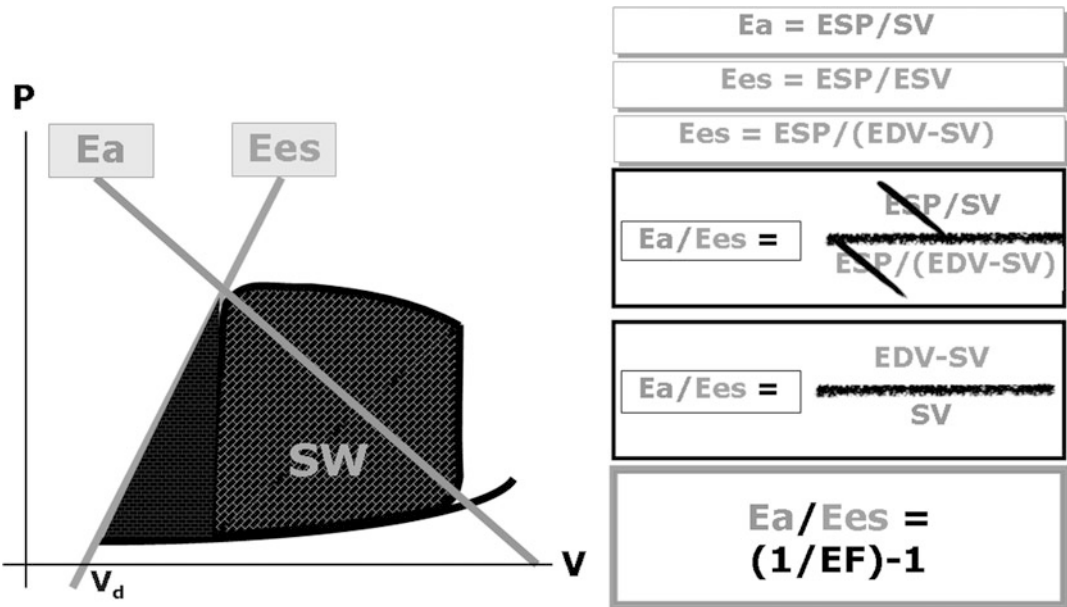 P
Ea
Ees
SW
V
Vd
Ea = ESP/SV
Ees = ESP/ESV
Ees = ESP/(EDV-SV)
Ea/Ees =
ESP/SV
ESP/(EDV-SV)
Ea/Ees =
EDV-SV
SV
Ea/Ees =
(1/EF)-1